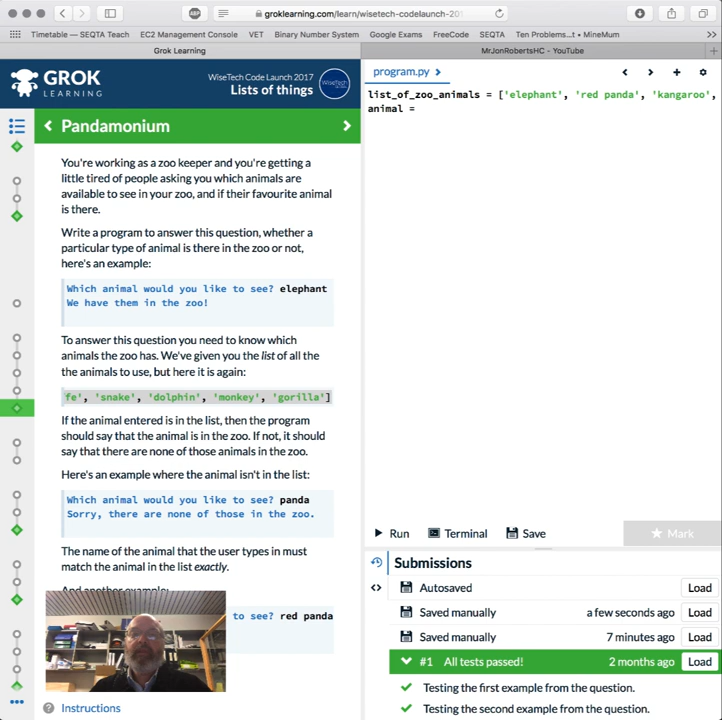 groklearning.com/learn/wisetech-codelaunch-201
ABP
Timetable — SEQTA Teach EC2 Management Console VET Binary Number System Google Exams FreeCode SEQTA Ten Problems...t • MineMum
Grok Learning MrJonRobertsHC - YouTube
GROK
LEARNING
WiseTech Code Launch 2017
Lists of things
WiseTech
Pandamonium
You're working as a zoo keeper and you're getting a
little tired of people asking you which animals are
available to see in your zoo, and if their favourite animal
is there.
Write a program to answer this question, whether a
particular type of animal is there in the zoo or not,
here's an example:
Which animal would you like to see? elephant
We have them in the zoo!
To answer this question you need to know which
animals the zoo has. We've given you the list of all the
the animals to use, but here it is again:
fe', 'snake', 'dolphin', 'monkey', 'gorilla']
If the animal entered is in the list, then the program
should say that the animal is in the zoo. If not, it should
say that there are none of those animals in the zoo.
Here's an example where the animal isn't in the list:
Which animal would you like to see? panda
Sorry, there are none of those in the zoo.
The name of the animal that the user types in must
match the animal in the list exactly.
And another example:
to see? red panda
Instructions
program.py
list_of_zoo_animals = ['elephant', 'red panda', 'kangaroo',
animal =
Run Terminal Save Mark
Submissions
Autosaved Load
Saved manually a few seconds ago Load
Saved manually 7 minutes ago Load
#1 All tests passed! 2 months ago Load
Testing the first example from the question.
Testing the second example from the question.